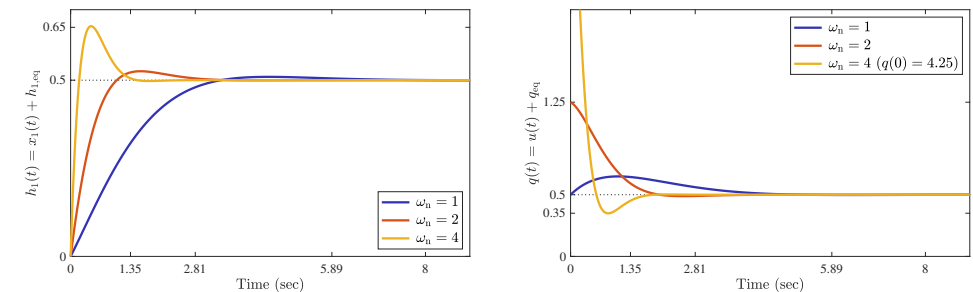 0.65
0.5
0
h₁(t) = x₁(t) + h₁,eq
ωₙ = 1
ωₙ = 2
ωₙ = 4
0 1.35 2.81 5.89 8
Time (sec)
1.25
0.5
0.35
0
q(t) = u(t) + q_eq
ωₙ = 1
ωₙ = 2
ωₙ = 4 (q(0) = 4.25)
0 1.35 2.81 5.89 8
Time (sec)